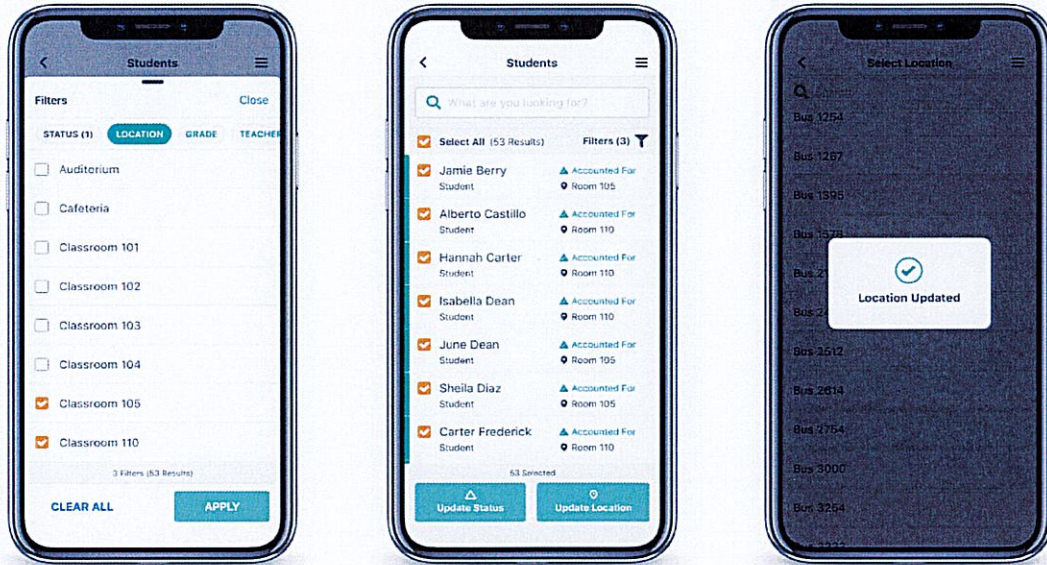 Students
Filters
Close
STATUS (1)
LOCATION
GRADE
TEACHER
Auditorium
Cafeteria
Classroom 101
Classroom 102
Classroom 103
Classroom 104
Classroom 105
Classroom 110
3 Filters (53 Results)
CLEAR ALL
APPLY
Students
What are you looking for?
Select All (53 Results)
Filters (3)
Jamie Berry
Accounted For
Student
Room 105
Alberto Castillo
Accounted For
Student
Room 110
Hannah Carter
Accounted For
Student
Room 110
Isabella Dean
Accounted For
Student
Room 110
June Dean
Accounted For
Student
Room 105
Sheila Diaz
Accounted For
Student
Room 105
Carter Frederick
Accounted For
Student
Room 110
53 Selected
Update Status
Update Location
Select Location
Bus 1254
Bus 1267
Bus 1395
Bus 1578
Location Updated
Bus 2512
Bus 2614
Bus 2754
Bus 3000
Bus 3254